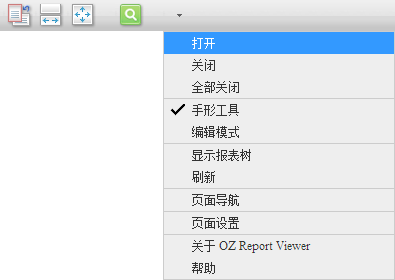 打开
关闭
全部关闭
手形工具
编辑模式
显示报表树
刷新
页面导航
页面设置
关于 OZ Report Viewer
帮助